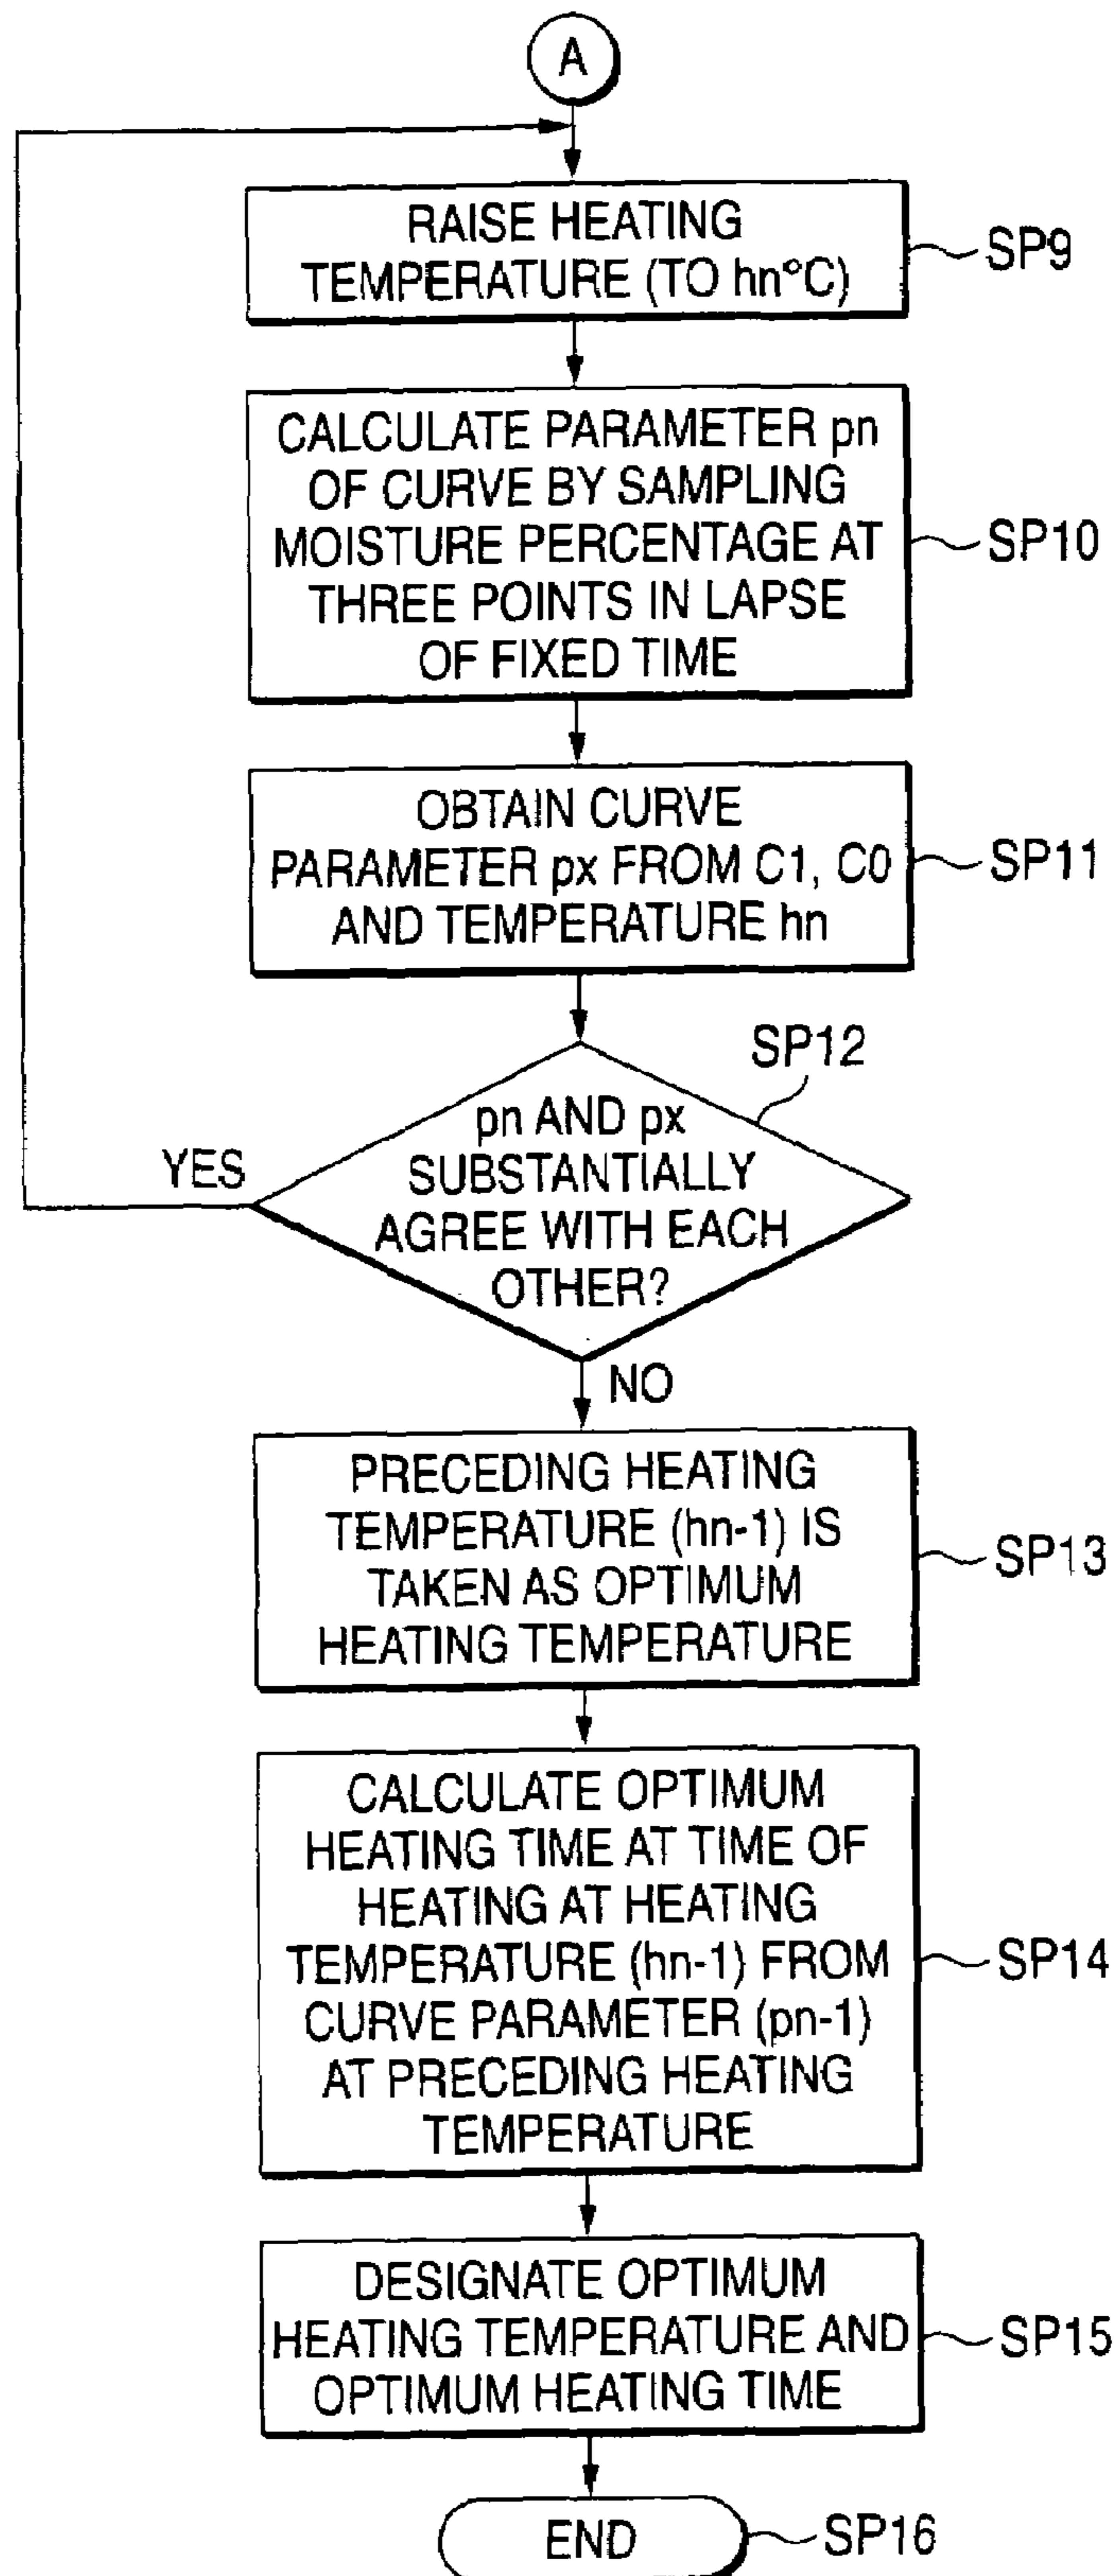 A
RAISE HEATING
TEMPERATURE (TO hn°C)
SP9
CALCULATE PARAMETER pn
OF CURVE BY SAMPLING
MOISTURE PERCENTAGE AT
THREE POINTS IN LAPSE
OF FIXED TIME
SP10
OBTAIN CURVE
PARAMETER px FROM C1, C0
AND TEMPERATURE hn
SP11
SP12
pn AND px
SUBSTANTIALLY
AGREE WITH EACH
OTHER?
YES
NO
PRECEDING HEATING
TEMPERATURE (hn-1) IS
TAKEN AS OPTIMUM
HEATING TEMPERATURE
SP13
CALCULATE OPTIMUM
HEATING TIME AT TIME OF
HEATING AT HEATING
TEMPERATURE (hn-1) FROM
CURVE PARAMETER (pn-1)
AT PRECEDING HEATING
TEMPERATURE
SP14
DESIGNATE OPTIMUM
HEATING TEMPERATURE AND
OPTIMUM HEATING TIME
SP15
END
SP16